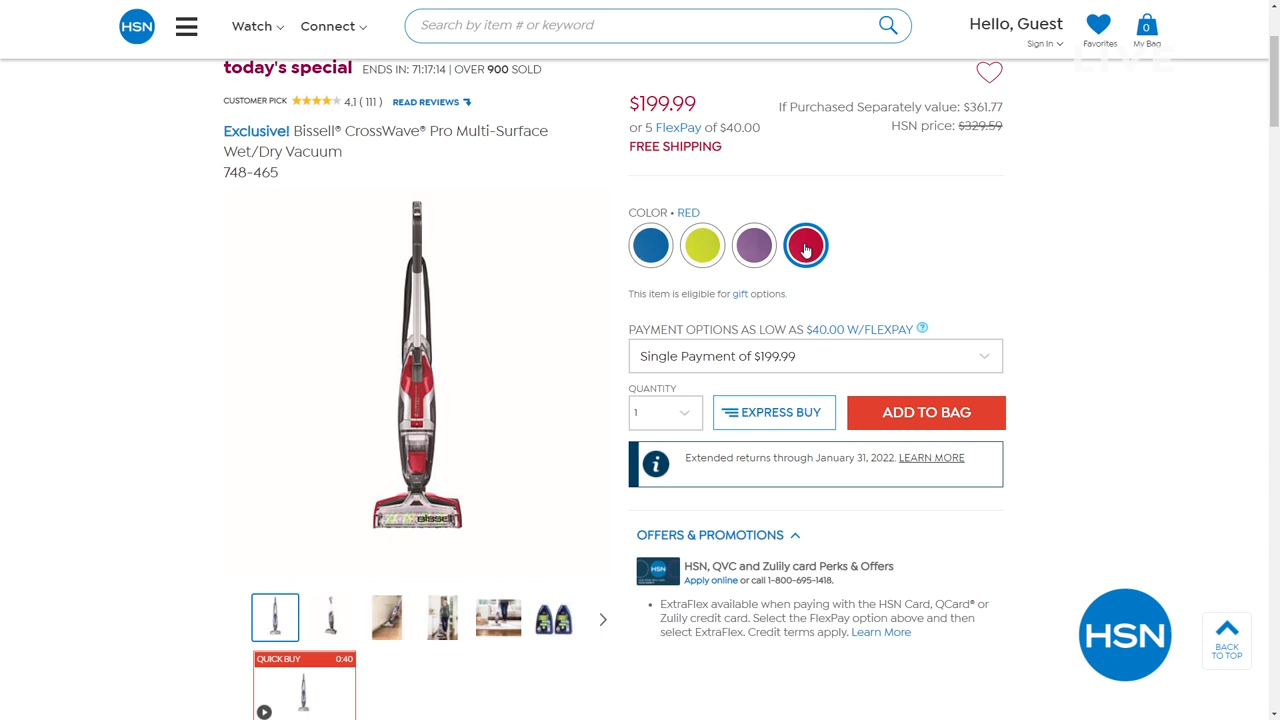 HSN
Watch
Connect
Search by item # or keyword
Hello, Guest
Sign In
Favorites
0
My Bag
LIVE
today's special ENDS IN: 71:17:14 | OVER 900 SOLD
CUSTOMER PICK 4.1 ( 111 ) READ REVIEWS
Exclusive! Bissell® CrossWave® Pro Multi-Surface
Wet/Dry Vacuum
748-465
$199.99
If Purchased Separately value: $361.77
or 5 FlexPay of $40.00
HSN price: $329.59
FREE SHIPPING
COLOR • RED
This item is eligible for gift options.
PAYMENT OPTIONS AS LOW AS $40.00 W/FLEXPAY ?
Single Payment of $199.99
QUANTITY
1
EXPRESS BUY
ADD TO BAG
i
Extended returns through January 31, 2022. LEARN MORE
OFFERS & PROMOTIONS
HSN
HSN, QVC and Zulily card Perks & Offers
Apply online or call 1-800-695-1418.
• ExtraFlex available when paying with the HSN Card, QCard® or
Zulily credit card. Select the FlexPay option above and then
select ExtraFlex. Credit terms apply. Learn More
BISSELL
QUICK BUY 0:40
HSN
BACK
TO TOP